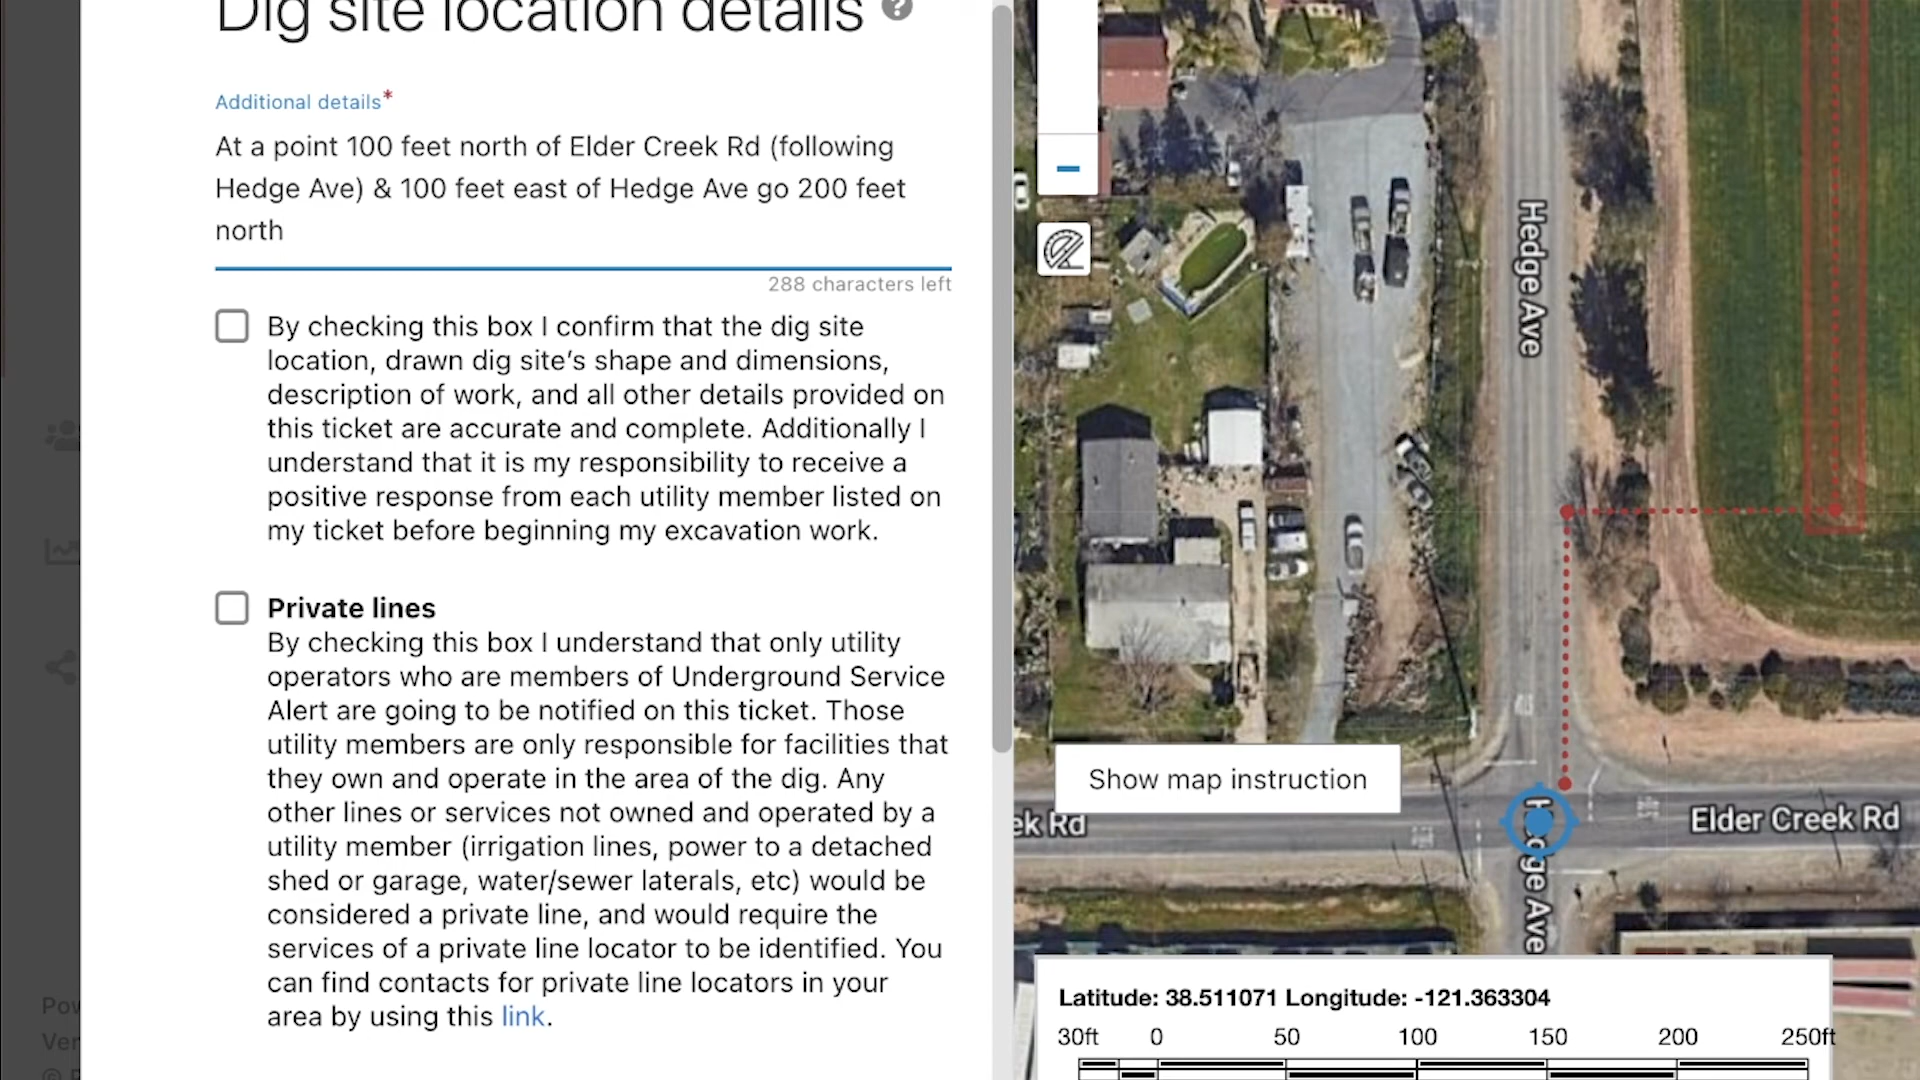 Dig site location details ?
Additional details*
At a point 100 feet north of Elder Creek Rd (following
Hedge Ave) & 100 feet east of Hedge Ave go 200 feet
north
288 characters left
By checking this box I confirm that the dig site
location, drawn dig site’s shape and dimensions,
description of work, and all other details provided on
this ticket are accurate and complete. Additionally I
understand that it is my responsibility to receive a
positive response from each utility member listed on
my ticket before beginning my excavation work.
Private lines
By checking this box I understand that only utility
operators who are members of Underground Service
Alert are going to be notified on this ticket. Those
utility members are only responsible for facilities that
they own and operate in the area of the dig. Any
other lines or services not owned and operated by a
utility member (irrigation lines, power to a detached
shed or garage, water/sewer laterals, etc) would be
considered a private line, and would require the
services of a private line locator to be identified. You
can find contacts for private line locators in your
area by using this link.
Pow
Ver
©
Hedge Ave
Show map instruction
ek Rd
Elder Creek Rd
Hedge Ave
Latitude: 38.511071 Longitude: -121.363304
30ft 0 50 100 150 200 250ft